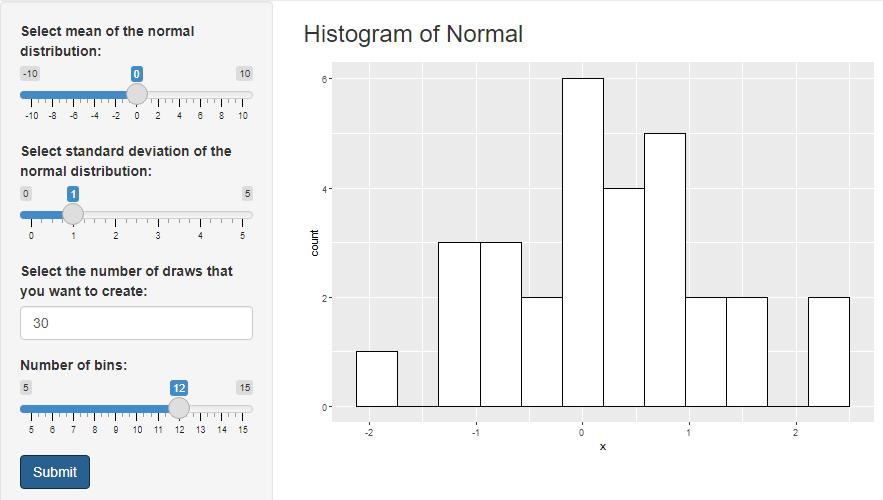 Select mean of the normal
distribution:
-10 0 10
-10 -8 -6 -4 -2 0 2 4 6 8 10
Select standard deviation of the
normal distribution:
0 1 5
0 1 2 3 4 5
Select the number of draws that
you want to create:
30
Number of bins:
5 12 15
5 6 7 8 9 10 11 12 13 14 15
Submit
Histogram of Normal
6
4
2
0
count
-2 -1 0 1 2
x